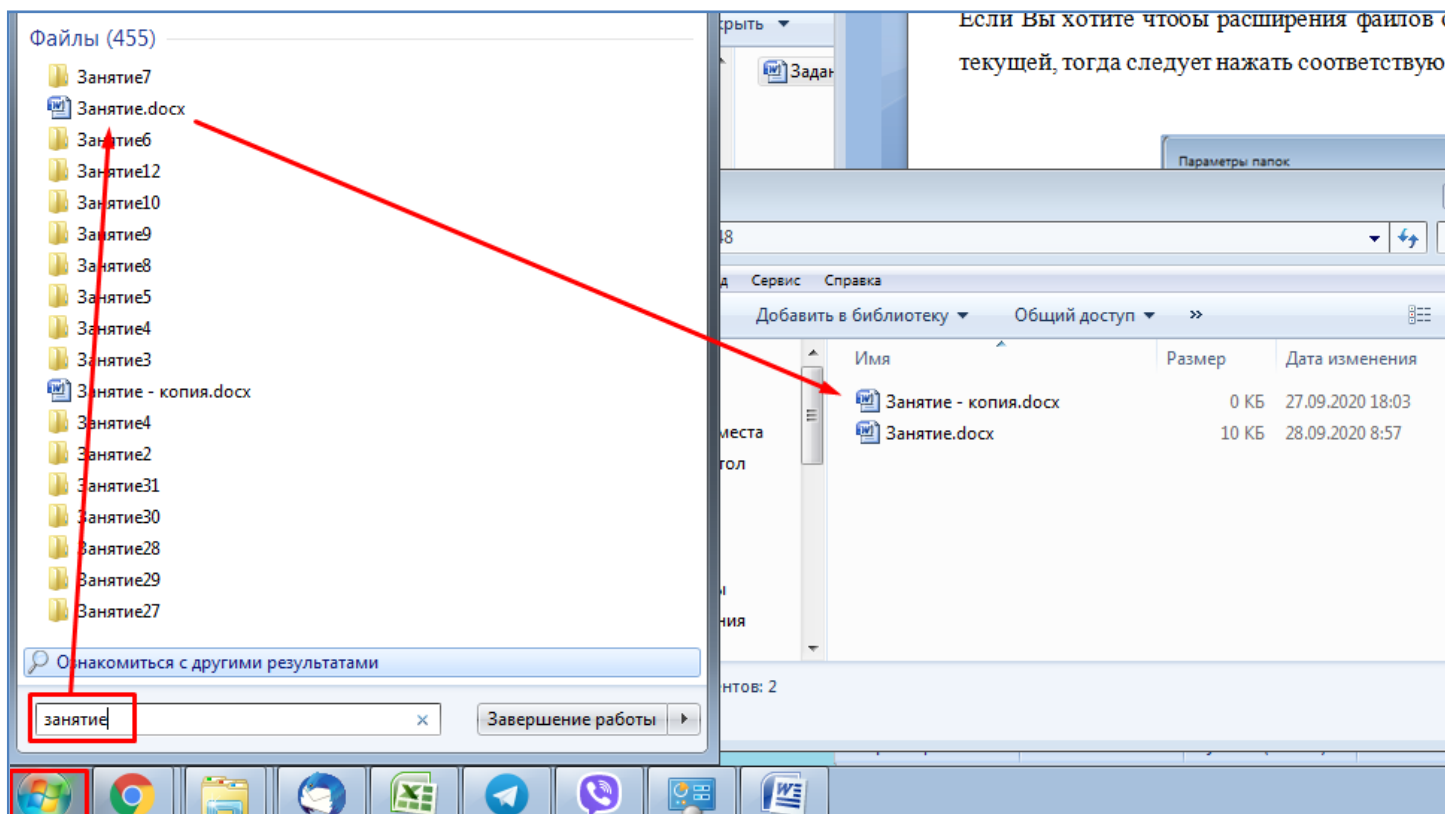 Файлы (455)
Занятие7
Занятие.docx
Занятие6
Занятие12
Занятие10
Занятие9
Занятие8
Занятие5
Занятие4
Занятие3
Занятие - копия.docx
Занятие4
Занятие2
Занятие31
Занятие30
Занятие28
Занятие29
Занятие27
Ознакомиться с другими результатами
занятие
Завершение работы
крыть
Задан
Если Вы хотите чтобы расширения файлов
текущей, тогда следует нажать соответствую
Параметры папок
48
д Сервис Справка
Добавить в библиотеку Общий доступ »
Имя Размер Дата изменения
Занятие - копия.docx 0 КБ 27.09.2020 18:03
Занятие.docx 10 КБ 28.09.2020 8:57
места
тол
ы
ния
нтов: 2